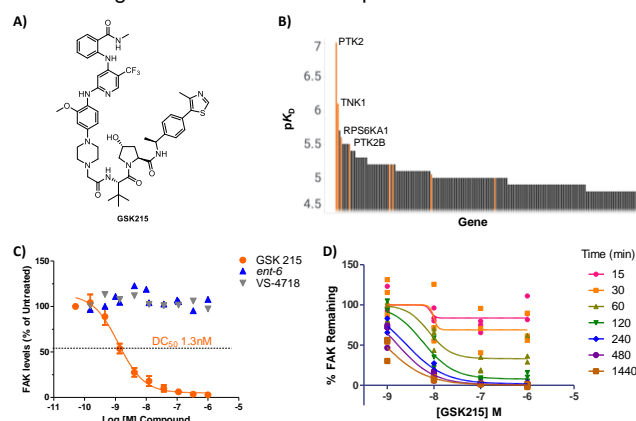 A)
O
N
H
NH
CF₃
NH
N
O
N
N
O
HN
O
HO
N
O
HN
O
N
S
GSK215
B)
7
6.5
6
5.5
5
4.5
pKD
PTK2
TNK1
RPS6KA1
PTK2B
Gene
C)
FAK levels (% of Untreated)
150
100
50
0
-11 -10 -9 -8 -7 -6 -5
Log [M] Compound
DC₅₀ 1.3nM
GSK 215
ent-6
VS-4718
D)
% FAK Remaining
150
100
50
0
-9 -8 -7 -6
[GSK215] M
Time (min)
15
30
60
120
240
480
1440